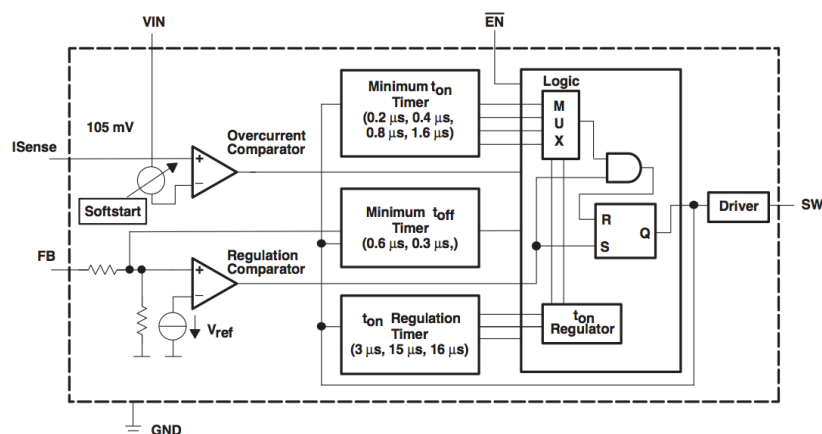 VIN
EN
Minimum ton
Timer
(0.2 μs, 0.4 μs,
0.8 μs, 1.6 μs)
Logic
M
U
X
105 mV
Overcurrent
Comparator
ISense
+
−
Softstart
Minimum toff
Timer
(0.6 μs, 0.3 μs,)
R
Q
S
Driver
SW
FB
Regulation
Comparator
+
−
Vref
ton Regulation
Timer
(3 μs, 15 μs, 16 μs)
ton
Regulator
GND